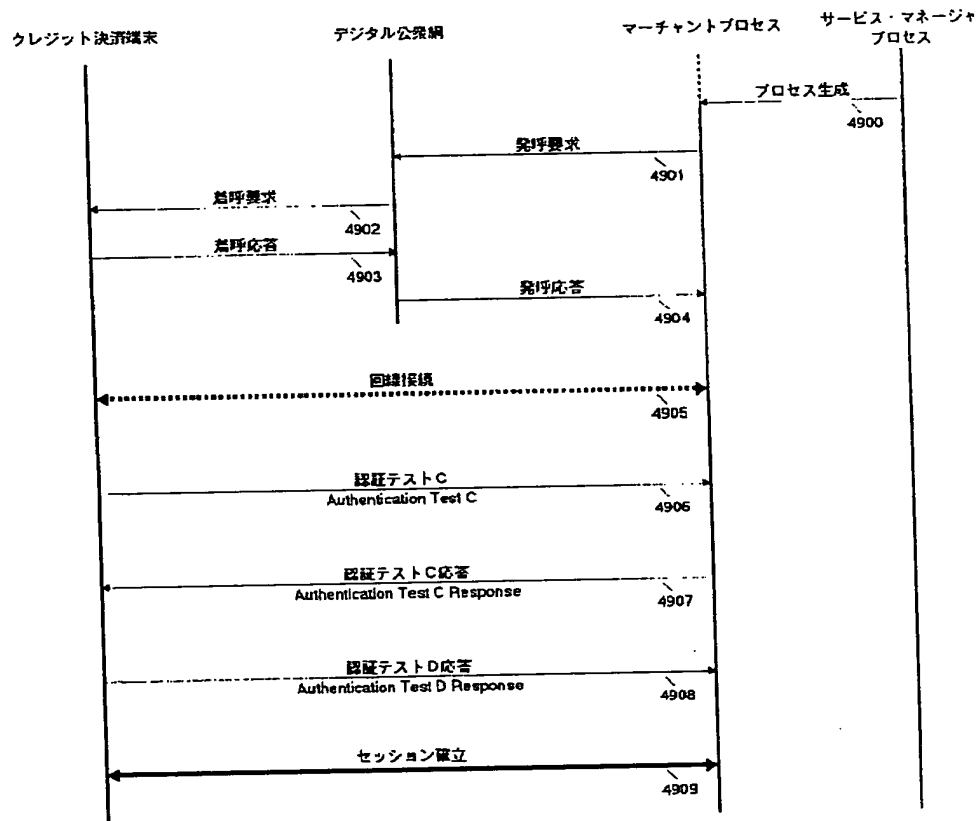 クレジット決済端末
デジタル公衆網
マーチャントプロセス
サービス・マネージャ
プロセス
プロセス生成
4900
発呼要求
4901
着呼要求
4902
着呼応答
4903
発呼応答
4904
回線接続
4905
認証テストC
Authentication Test C
4906
認証テストC応答
Authentication Test C Response
4907
認証テストD応答
Authentication Test D Response
4908
セッション確立
4909